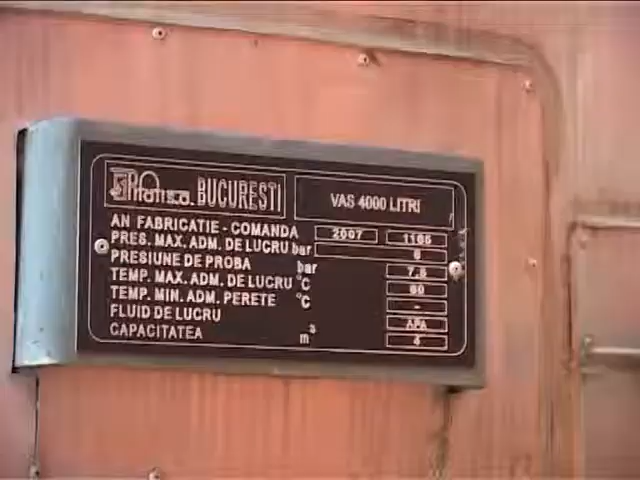 BUCURESTI
VAS 4000 LITRI
AN FABRICATIE - COMANDA 2007
PRES. MAX. ADM. DE LUCRU bar 6
PRESIUNE DE PROBA bar 7.5
TEMP. MAX. ADM. DE LUCRU °C 60
TEMP. MIN. ADM. PERETE °C -
FLUID DE LUCRU APA
CAPACITATEA m³ 4